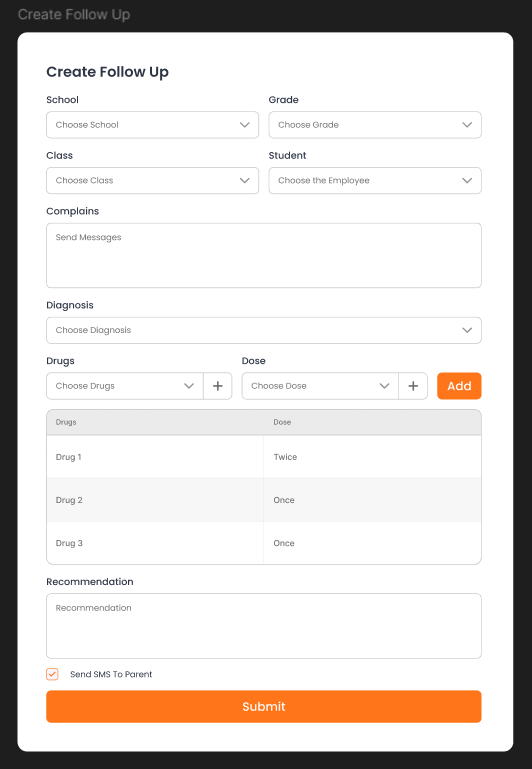 Create Follow Up
Create Follow Up
School Grade
Choose School Choose Grade
Class Student
Choose Class Choose the Employee
Complains
Send Messages
Diagnosis
Choose Diagnosis
Drugs Dose
Choose Drugs + Choose Dose + Add
Drugs Dose
Drug 1 Twice
Drug 2 Once
Drug 3 Once
Recommendation
Recommendation
Send SMS To Parent
Submit